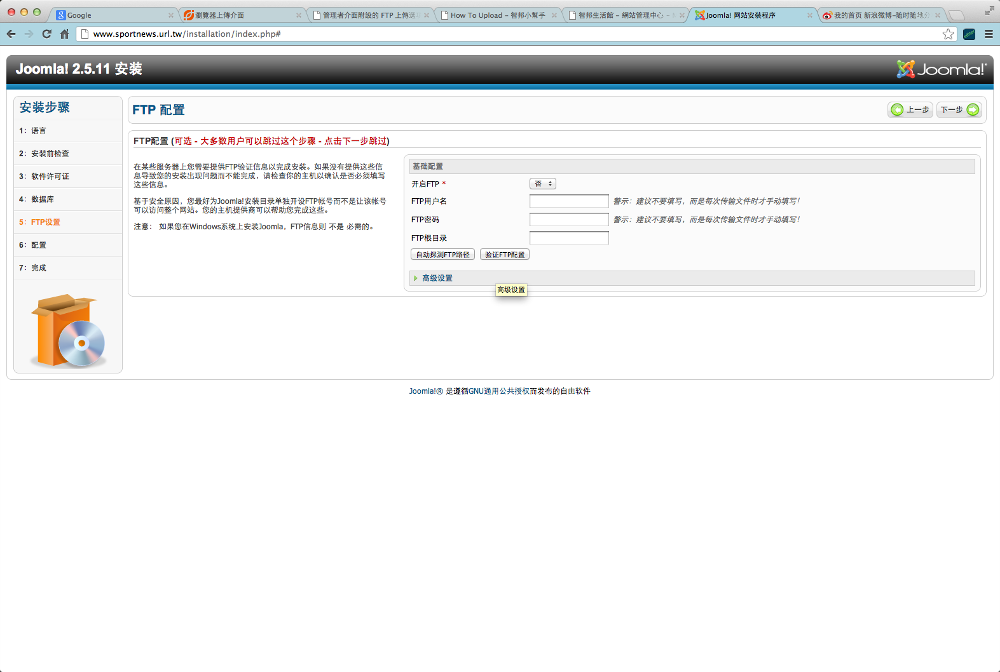 Google
瀏覽器上傳介面
管理者介面附設的 FTP 上傳選
How To Upload – 智邦小幫手
智邦生活館 – 網站管理中心 –
Joomla! 网站安装程序
我的首页 新浪微博-随时随地分
www.sportnews.url.tw/installation/index.php#
editor
Joomla! 2.5.11 安装
Joomla!
安装步骤
1: 语言
2: 安装前检查
3: 软件许可证
4: 数据库
5: FTP设置
6: 配置
7: 完成
FTP 配置
上一步
下一步
FTP配置 (可选 - 大多数用户可以跳过这个步骤 - 点击下一步跳过)
在某些服务器上您需要提供FTP验证信息以完成安装。如果没有提供这些信
息导致您的安装出现问题而不能完成，请检查你的主机以确认是否必须填写
这些信息。
基于安全原因，您最好为Joomla!安装目录单独开设FTP帐号而不是让该帐号
可以访问整个网站。您的主机提供商可以帮助您完成这些。
注意： 如果您在Windows系统上安装Joomla，FTP信息则 不是 必需的。
基础配置
开启FTP *
否
FTP用户名
警示：建议不要填写，而是每次传输文件时才手动填写！
FTP密码
警示：建议不要填写，而是每次传输文件时才手动填写！
FTP根目录
自动探测FTP路径
验证FTP配置
高级设置
高级设置
Joomla!® 是遵循GNU通用公共授权而发布的自由软件